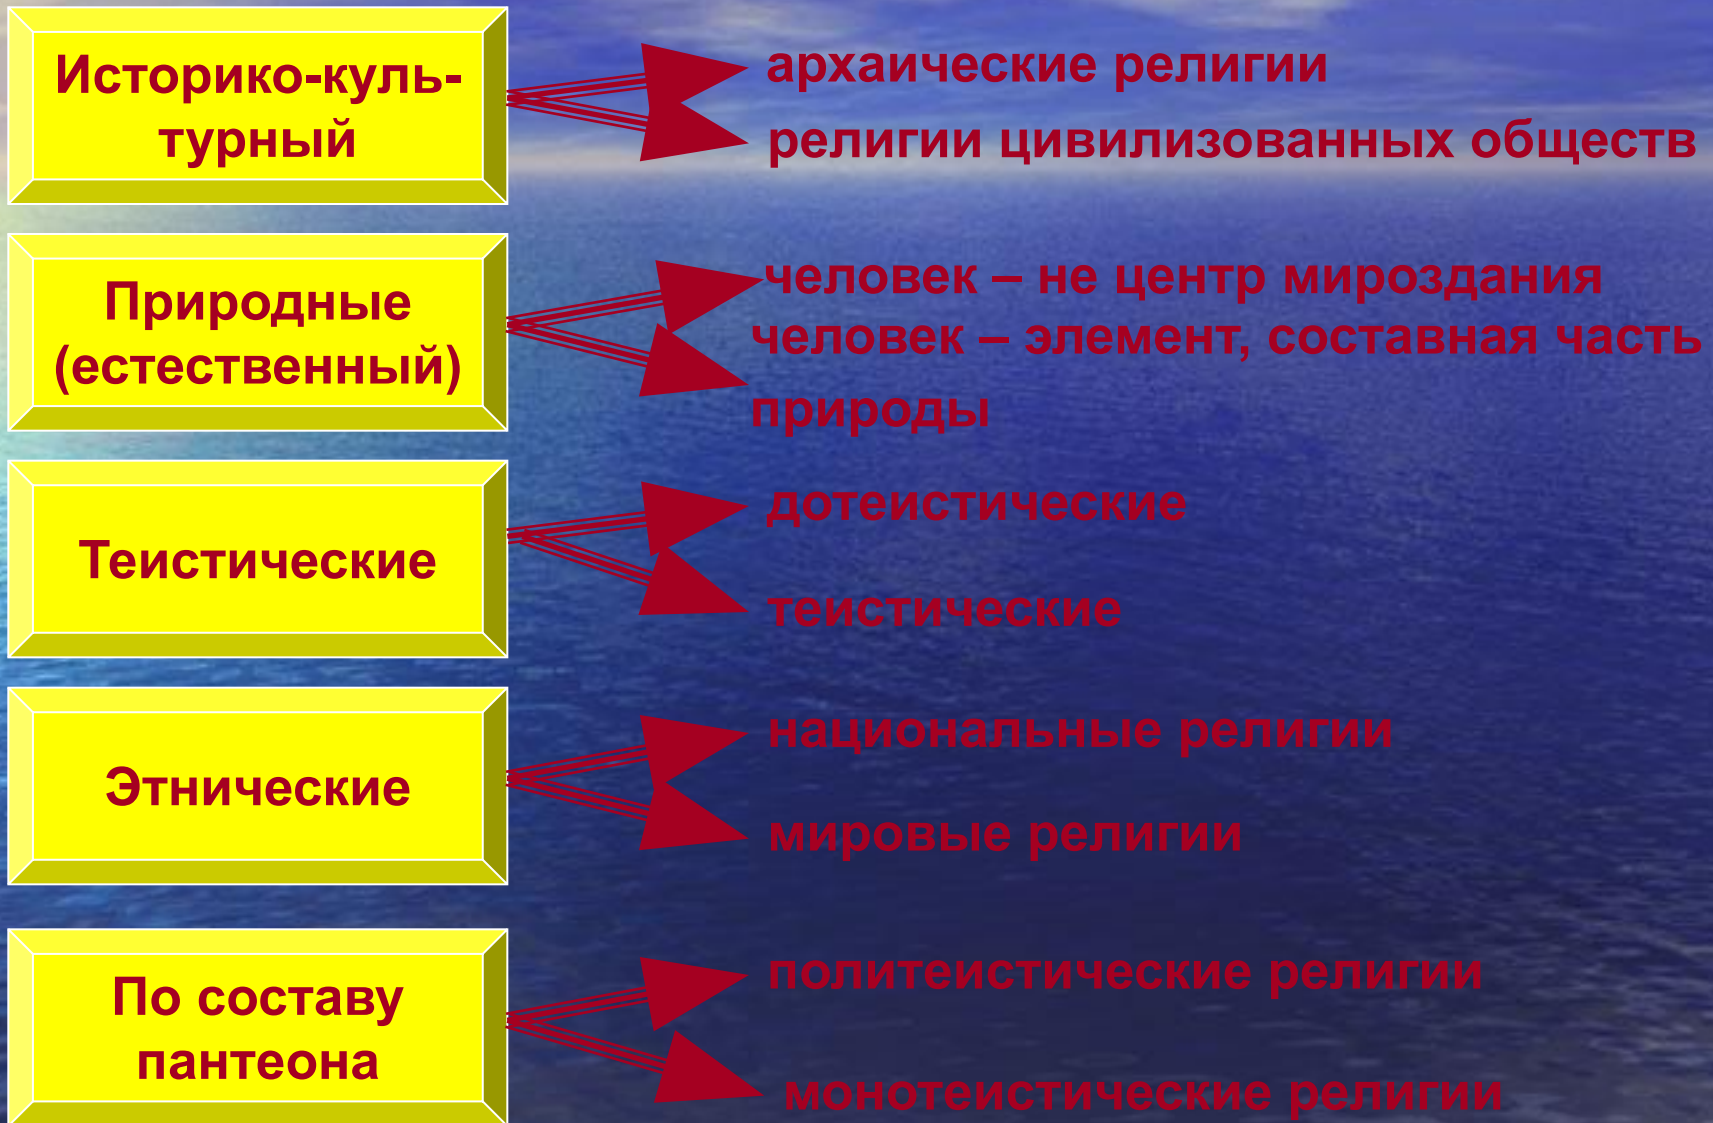 Историко-куль-
турный
архаические религии
религии цивилизованных обществ
Природные
(естественный)
человек – не центр мироздания
человек – элемент, составная часть
природы
Теистические
дотеистические
теистические
Этнические
национальные религии
мировые религии
По составу
пантеона
политеистические религии
монотеистические религии